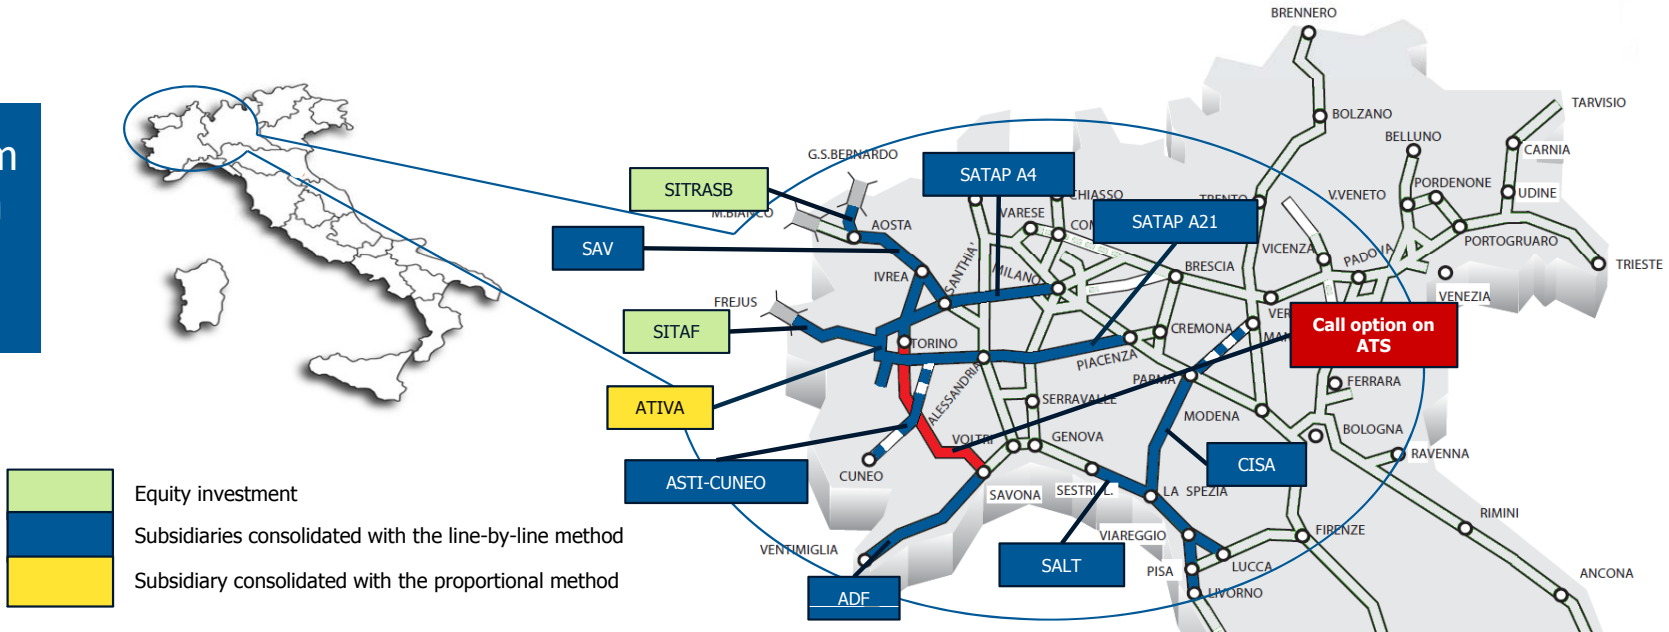 m
BRENNERO
TARVISIO
BOLZANO
BELLUNO
CARNIA
G.S.BERNARDO
SATAP A4
SITRASB
CHIASSO
TRENTO
V.VENETO
PORDENONE
UDINE
M.BIANCO
AOSTA
VARESE
SATAP A21
SAV
VICENZA
PADOVA
PORTOGRUARO
IVREA
SANTHIA'
MILANO
BRESCIA
TRIESTE
VENEZIA
FREJUS
SITAF
TORINO
CREMONA
Call option on
ATS
PIACENZA
PARMA
FERRARA
ATIVA
ALESSANDRIA
SERRAVALLE
MODENA
BOLOGNA
VOLTRI
GENOVA
RAVENNA
CUNEO
ASTI-CUNEO
CISA
SAVONA
SESTRI L.
LA SPEZIA
Equity investment
RIMINI
Subsidiaries consolidated with the line-by-line method
VIAREGGIO
FIRENZE
VENTIMIGLIA
SALT
PISA
LUCCA
ANCONA
Subsidiary consolidated with the proportional method
ADF
LIVORNO